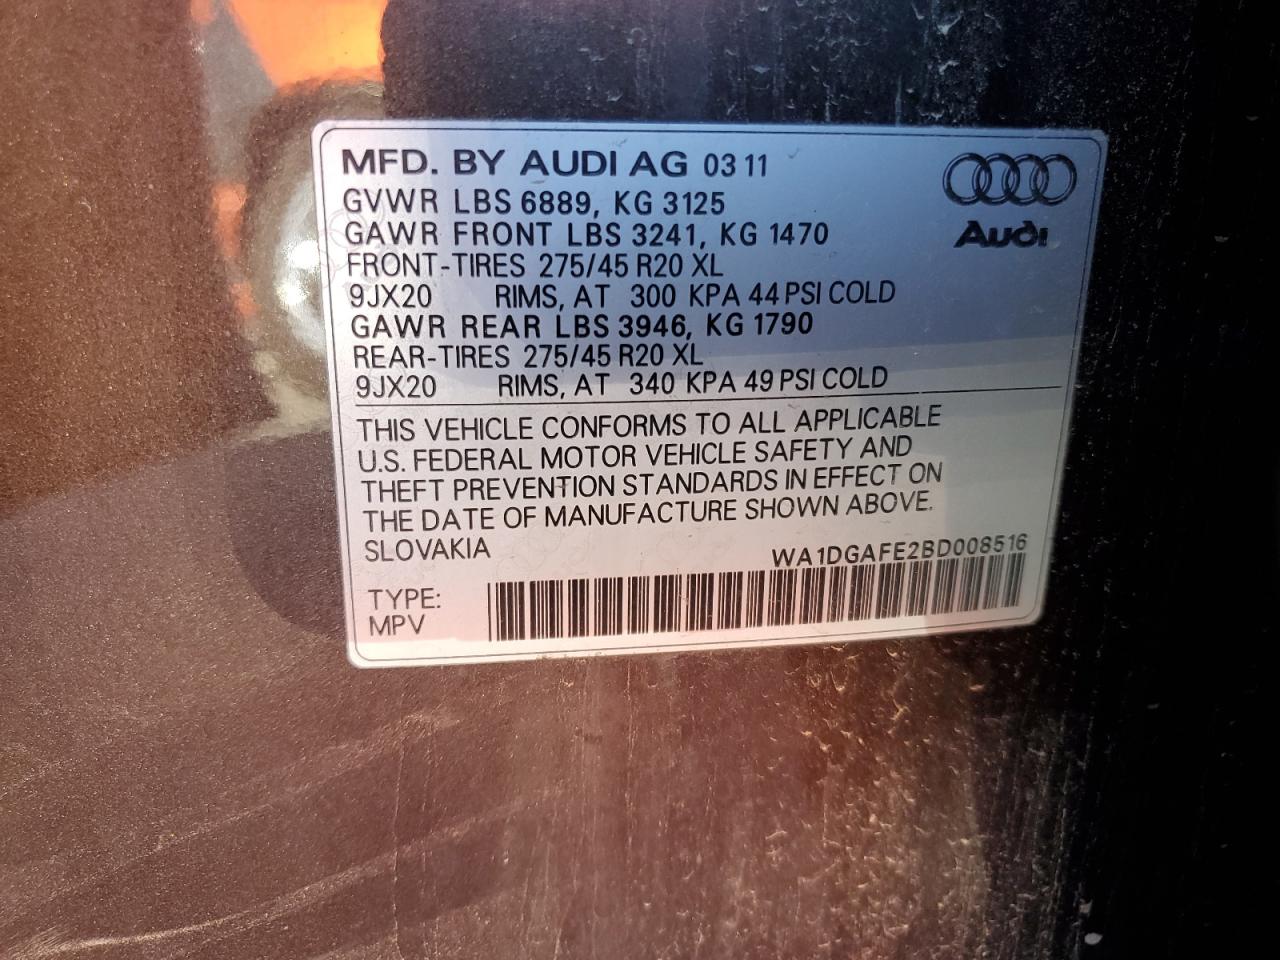 MFD. BY AUDI AG 03 11
GVWR LBS 6889, KG 3125
GAWR FRONT LBS 3241, KG 1470
FRONT-TIRES 275/45 R20 XL
9JX20 RIMS, AT 300 KPA 44 PSI COLD
GAWR REAR LBS 3946, KG 1790
REAR-TIRES 275/45 R20 XL
9JX20 RIMS, AT 340 KPA 49 PSI COLD
Audi
THIS VEHICLE CONFORMS TO ALL APPLICABLE
U.S. FEDERAL MOTOR VEHICLE SAFETY AND
THEFT PREVENTION STANDARDS IN EFFECT ON
THE DATE OF MANUFACTURE SHOWN ABOVE.
SLOVAKIA
WA1DGAFE2BD008516
TYPE:
MPV